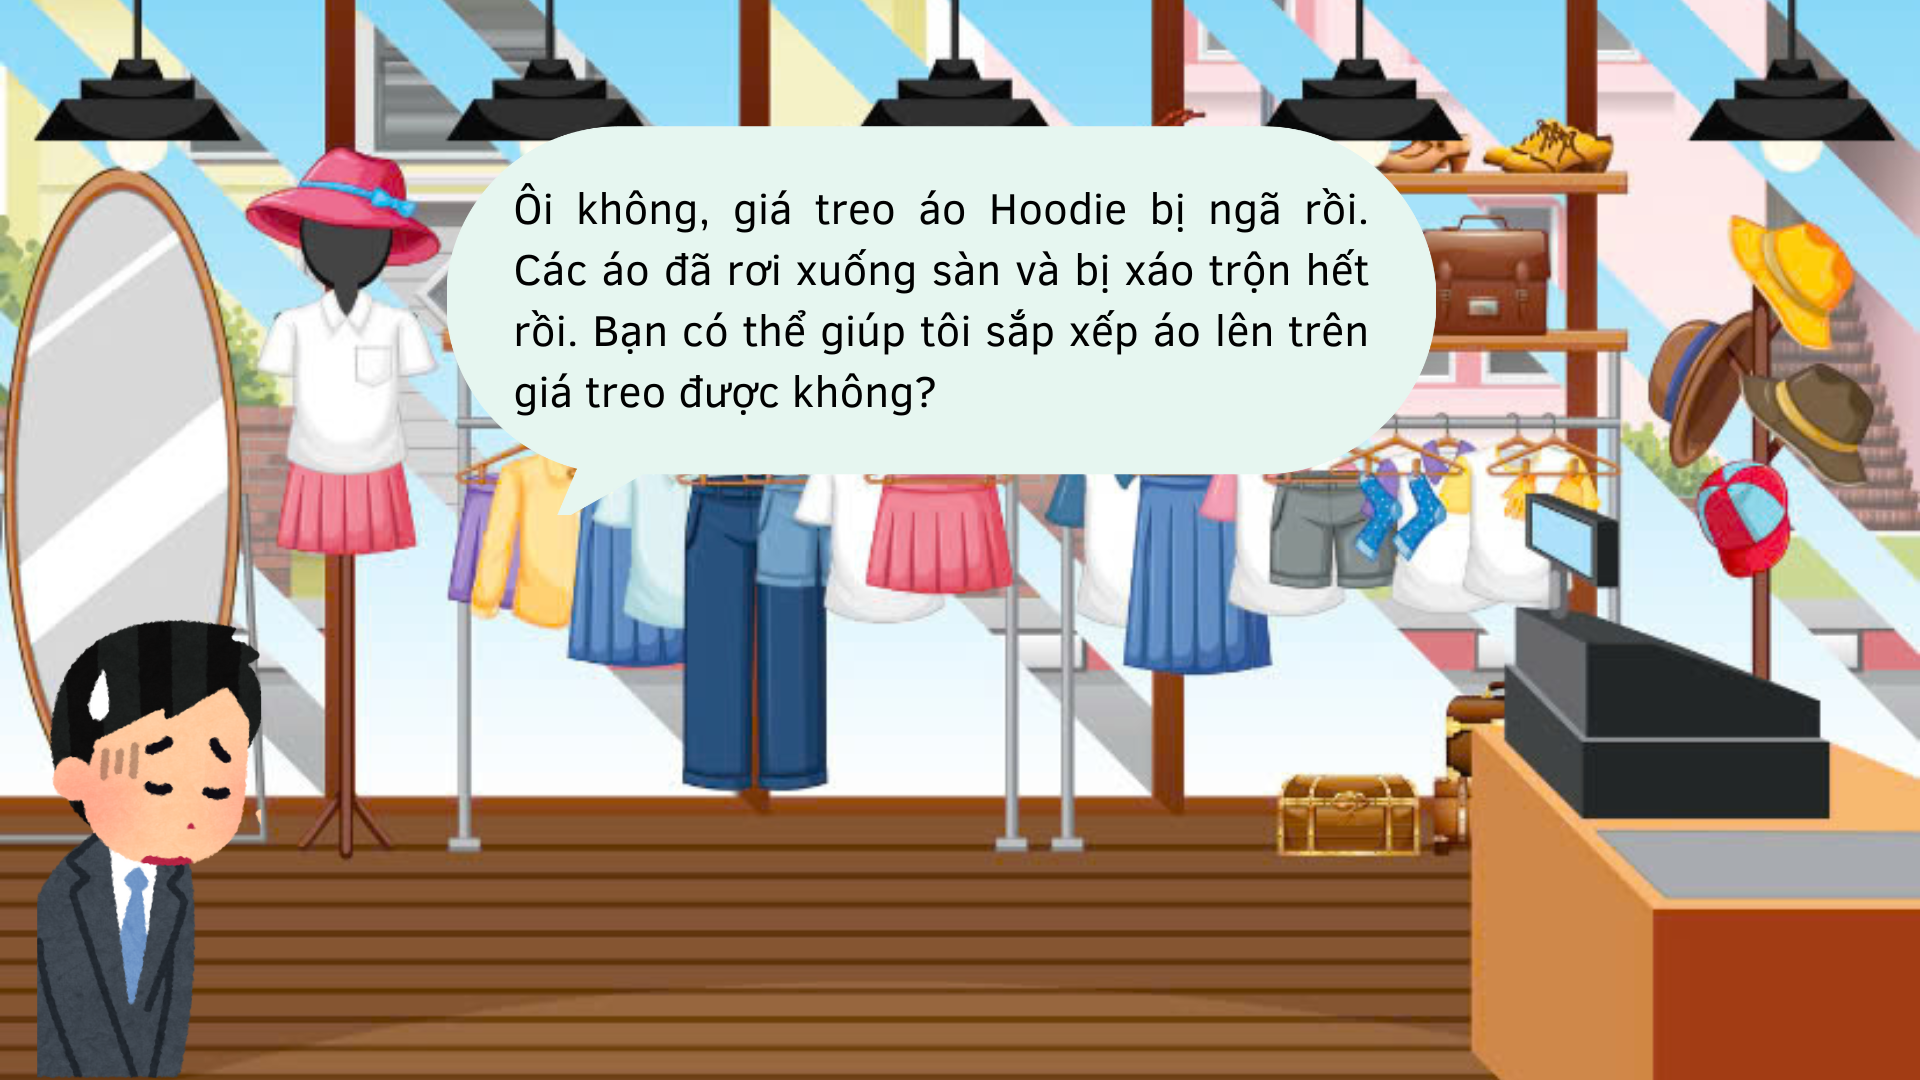 Ôi không, giá treo áo Hoodie bị ngã rồi.
Các áo đã rơi xuống sàn và bị xáo trộn hết
rồi. Bạn có thể giúp tôi sắp xếp áo lên trên
giá treo được không?